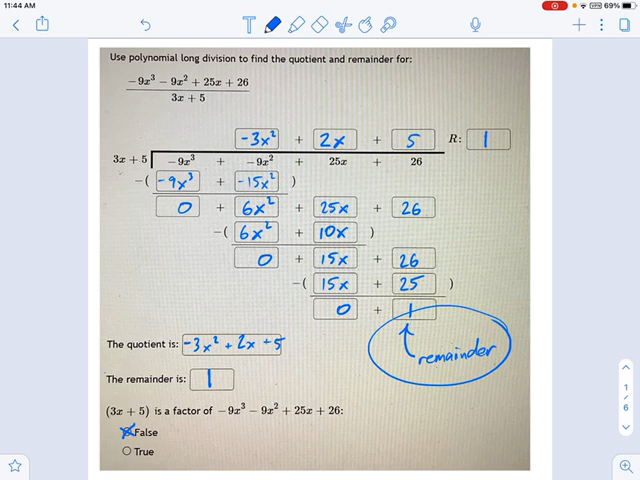 11:44 AM
69%
Use polynomial long division to find the quotient and remainder for:
−9x³ − 9x² + 25x + 26
3x + 5
-3x² + 2x + 5 R: 1
3x + 5 −9x³ + −9x² + 25x + 26
−( -9x³ + -15x² )
0 + 6x² + 25x + 26
−( 6x² + 10x )
0 + 15x + 26
−( 15x + 25 )
0 + 1
The quotient is: -3x² + 2x + 5
remainder
The remainder is: 1
(3x + 5) is a factor of −9x³ − 9x² + 25x + 26:
False
True
1
/
6